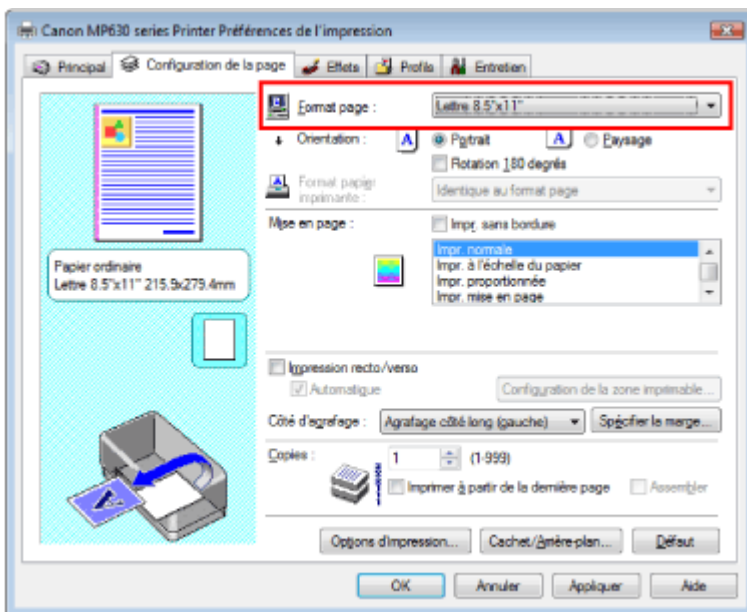 Canon MP630 series Printer Préférences de l'impression
Principal Configuration de la page Effets Profils Entretien
Format page : Lettre 8.5"x11"
Orientation : A Portrait A Paysage
Rotation 180 degrés
Format papier imprimante : Identique au format page
Mise en page : Impr. sans bordure
Impr. normale
Impr. à l'échelle du papier
Impr. proportionnée
Impr. mise en page
Papier ordinaire
Lettre 8.5"x11" 215.9x279.4mm
Impression recto/verso
Automatique Configuration de la zone imprimable...
Côté d'agrafage : Agrafage côté long (gauche) Spécifier la marge...
Copies : 1 (1-999)
Imprimer à partir de la dernière page Assembler
Options d'impression... Cachet/Arrière-plan... Défaut
OK Annuler Appliquer Aide